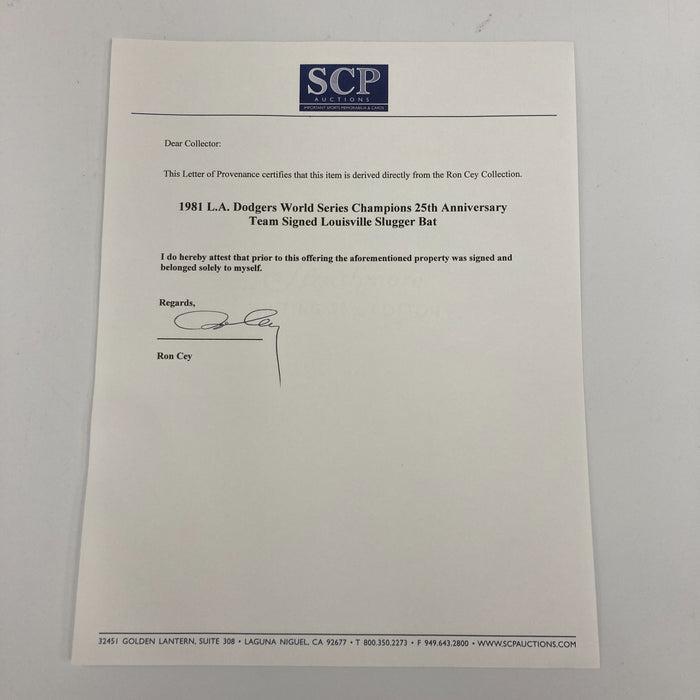 SCP
AUCTIONS
IMPORTANT SPORTS MEMORABILIA & CARDS
Dear Collector:
This Letter of Provenance certifies that this item is derived directly from the Ron Cey Collection.
1981 L.A. Dodgers World Series Champions 25th Anniversary
Team Signed Louisville Slugger Bat
I do hereby attest that prior to this offering the aforementioned property was signed and
belonged solely to myself.
Regards,
Ron Cey
Ron Cey
32451 GOLDEN LANTERN, SUITE 308 • LAGUNA NIGUEL, CA 92677 • T 800.350.2273 • F 949.643.2800 • WWW.SCPAUCTIONS.COM